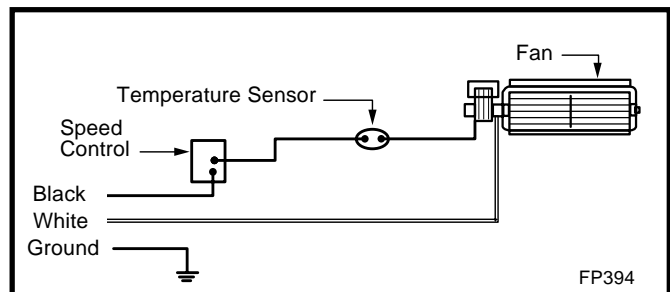 Fan
Temperature Sensor
Speed
Control
Black
White
Ground
FP394